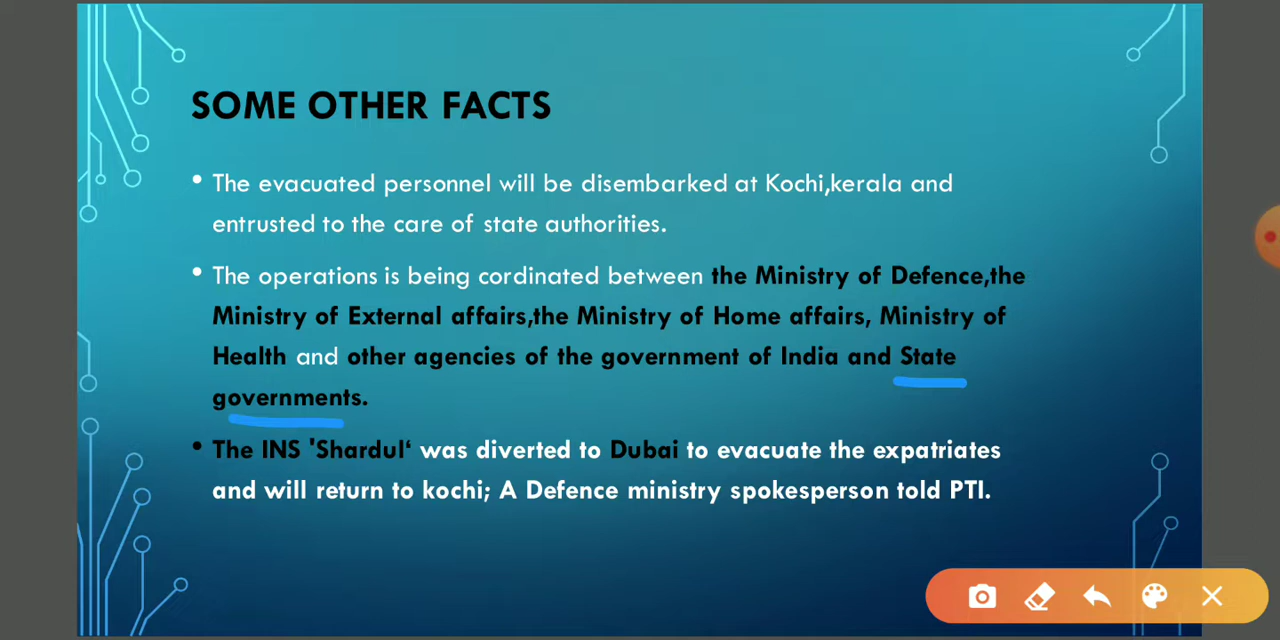 SOME OTHER FACTS
• The evacuated personnel will be disembarked at Kochi,kerala and
entrusted to the care of state authorities.
• The operations is being cordinated between the Ministry of Defence,the
Ministry of External affairs,the Ministry of Home affairs, Ministry of
Health and other agencies of the government of India and State
governments.
• The INS 'Shardul‘ was diverted to Dubai to evacuate the expatriates
and will return to kochi; A Defence ministry spokesperson told PTI.